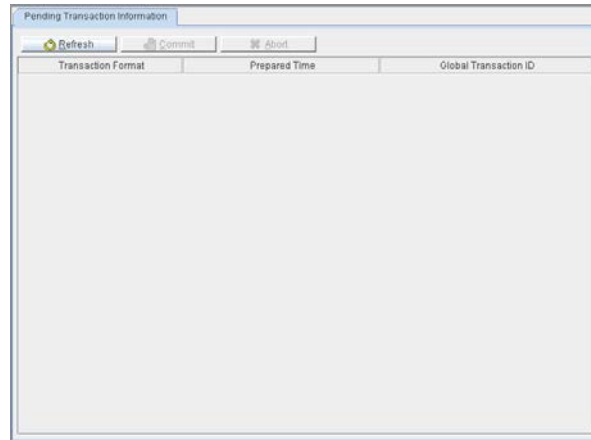 Pending Transaction Information
Refresh Commit Abort
Transaction Format Prepared Time Global Transaction ID